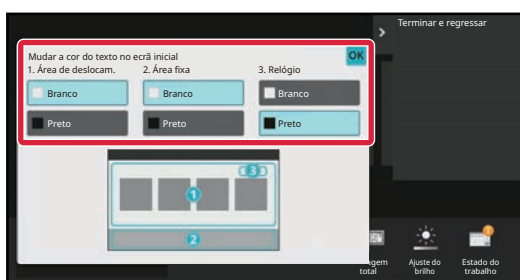 Terminar e regressar
Mudar a cor do texto no ecrã inicial
OK
1. Área de deslocam. 2. Área fixa 3. Relógio
Branco Branco Branco
Preto Preto Preto
3
1
2
total
Ajuste do brilho
Estado do trabalho